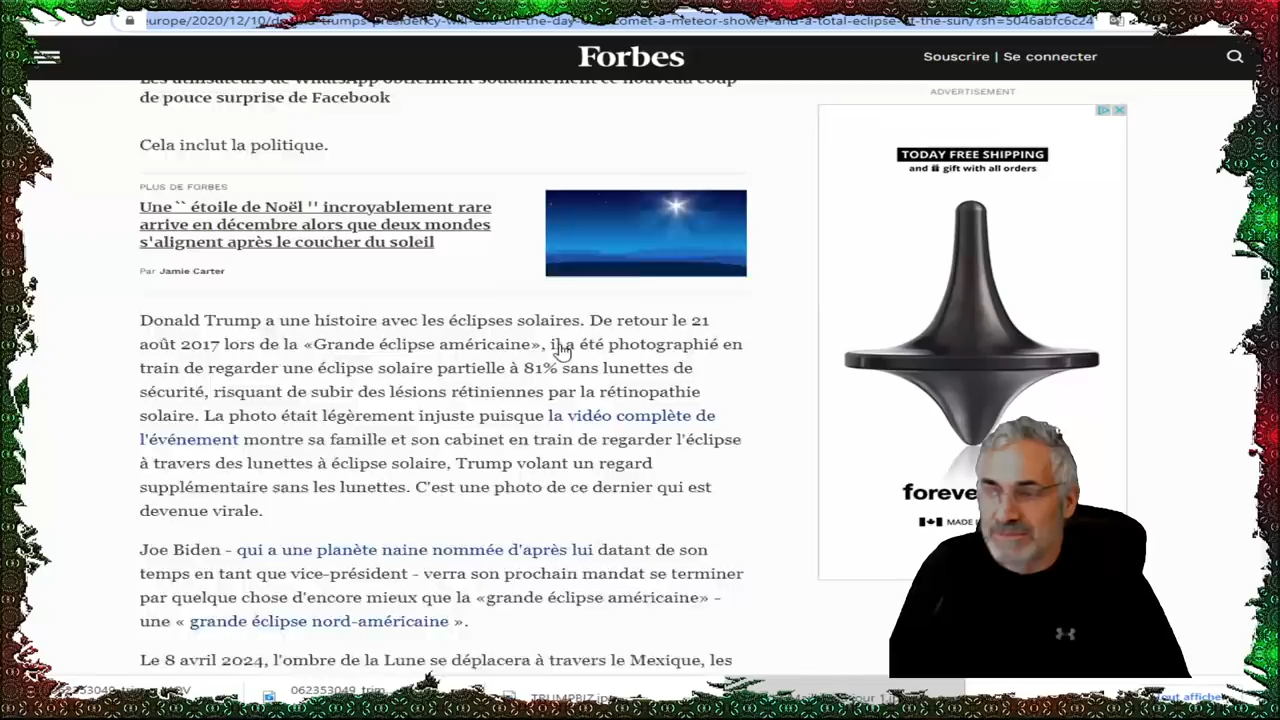 europe/2020/12/10/
Forbes
Souscrire | Se connecter
de pouce surprise de Facebook
Cela inclut la politique.
PLUS DE FORBES
Une `` étoile de Noël '' incroyablement rare
arrive en décembre alors que deux mondes
s'alignent après le coucher du soleil
Par Jamie Carter
Donald Trump a une histoire avec les éclipses solaires. De retour le 21
août 2017 lors de la «Grande éclipse américaine», il a été photographié en
train de regarder une éclipse solaire partielle à 81% sans lunettes de
sécurité, risquant de subir des lésions rétiniennes par la rétinopathie
solaire. La photo était légèrement injuste puisque la vidéo complète de
l'événement montre sa famille et son cabinet en train de regarder l'éclipse
à travers des lunettes à éclipse solaire, Trump volant un regard
supplémentaire sans les lunettes. C'est une photo de ce dernier qui est
devenue virale.
Joe Biden - qui a une planète naine nommée d'après lui datant de son
temps en tant que vice-président - verra son prochain mandat se terminer
par quelque chose d'encore mieux que la «grande éclipse américaine» -
une « grande éclipse nord-américaine ».
Le 8 avril 2024, l'ombre de la Lune se déplacera à travers le Mexique, les
ADVERTISEMENT
TODAY FREE SHIPPING
and gift with all orders
foreve
MADE